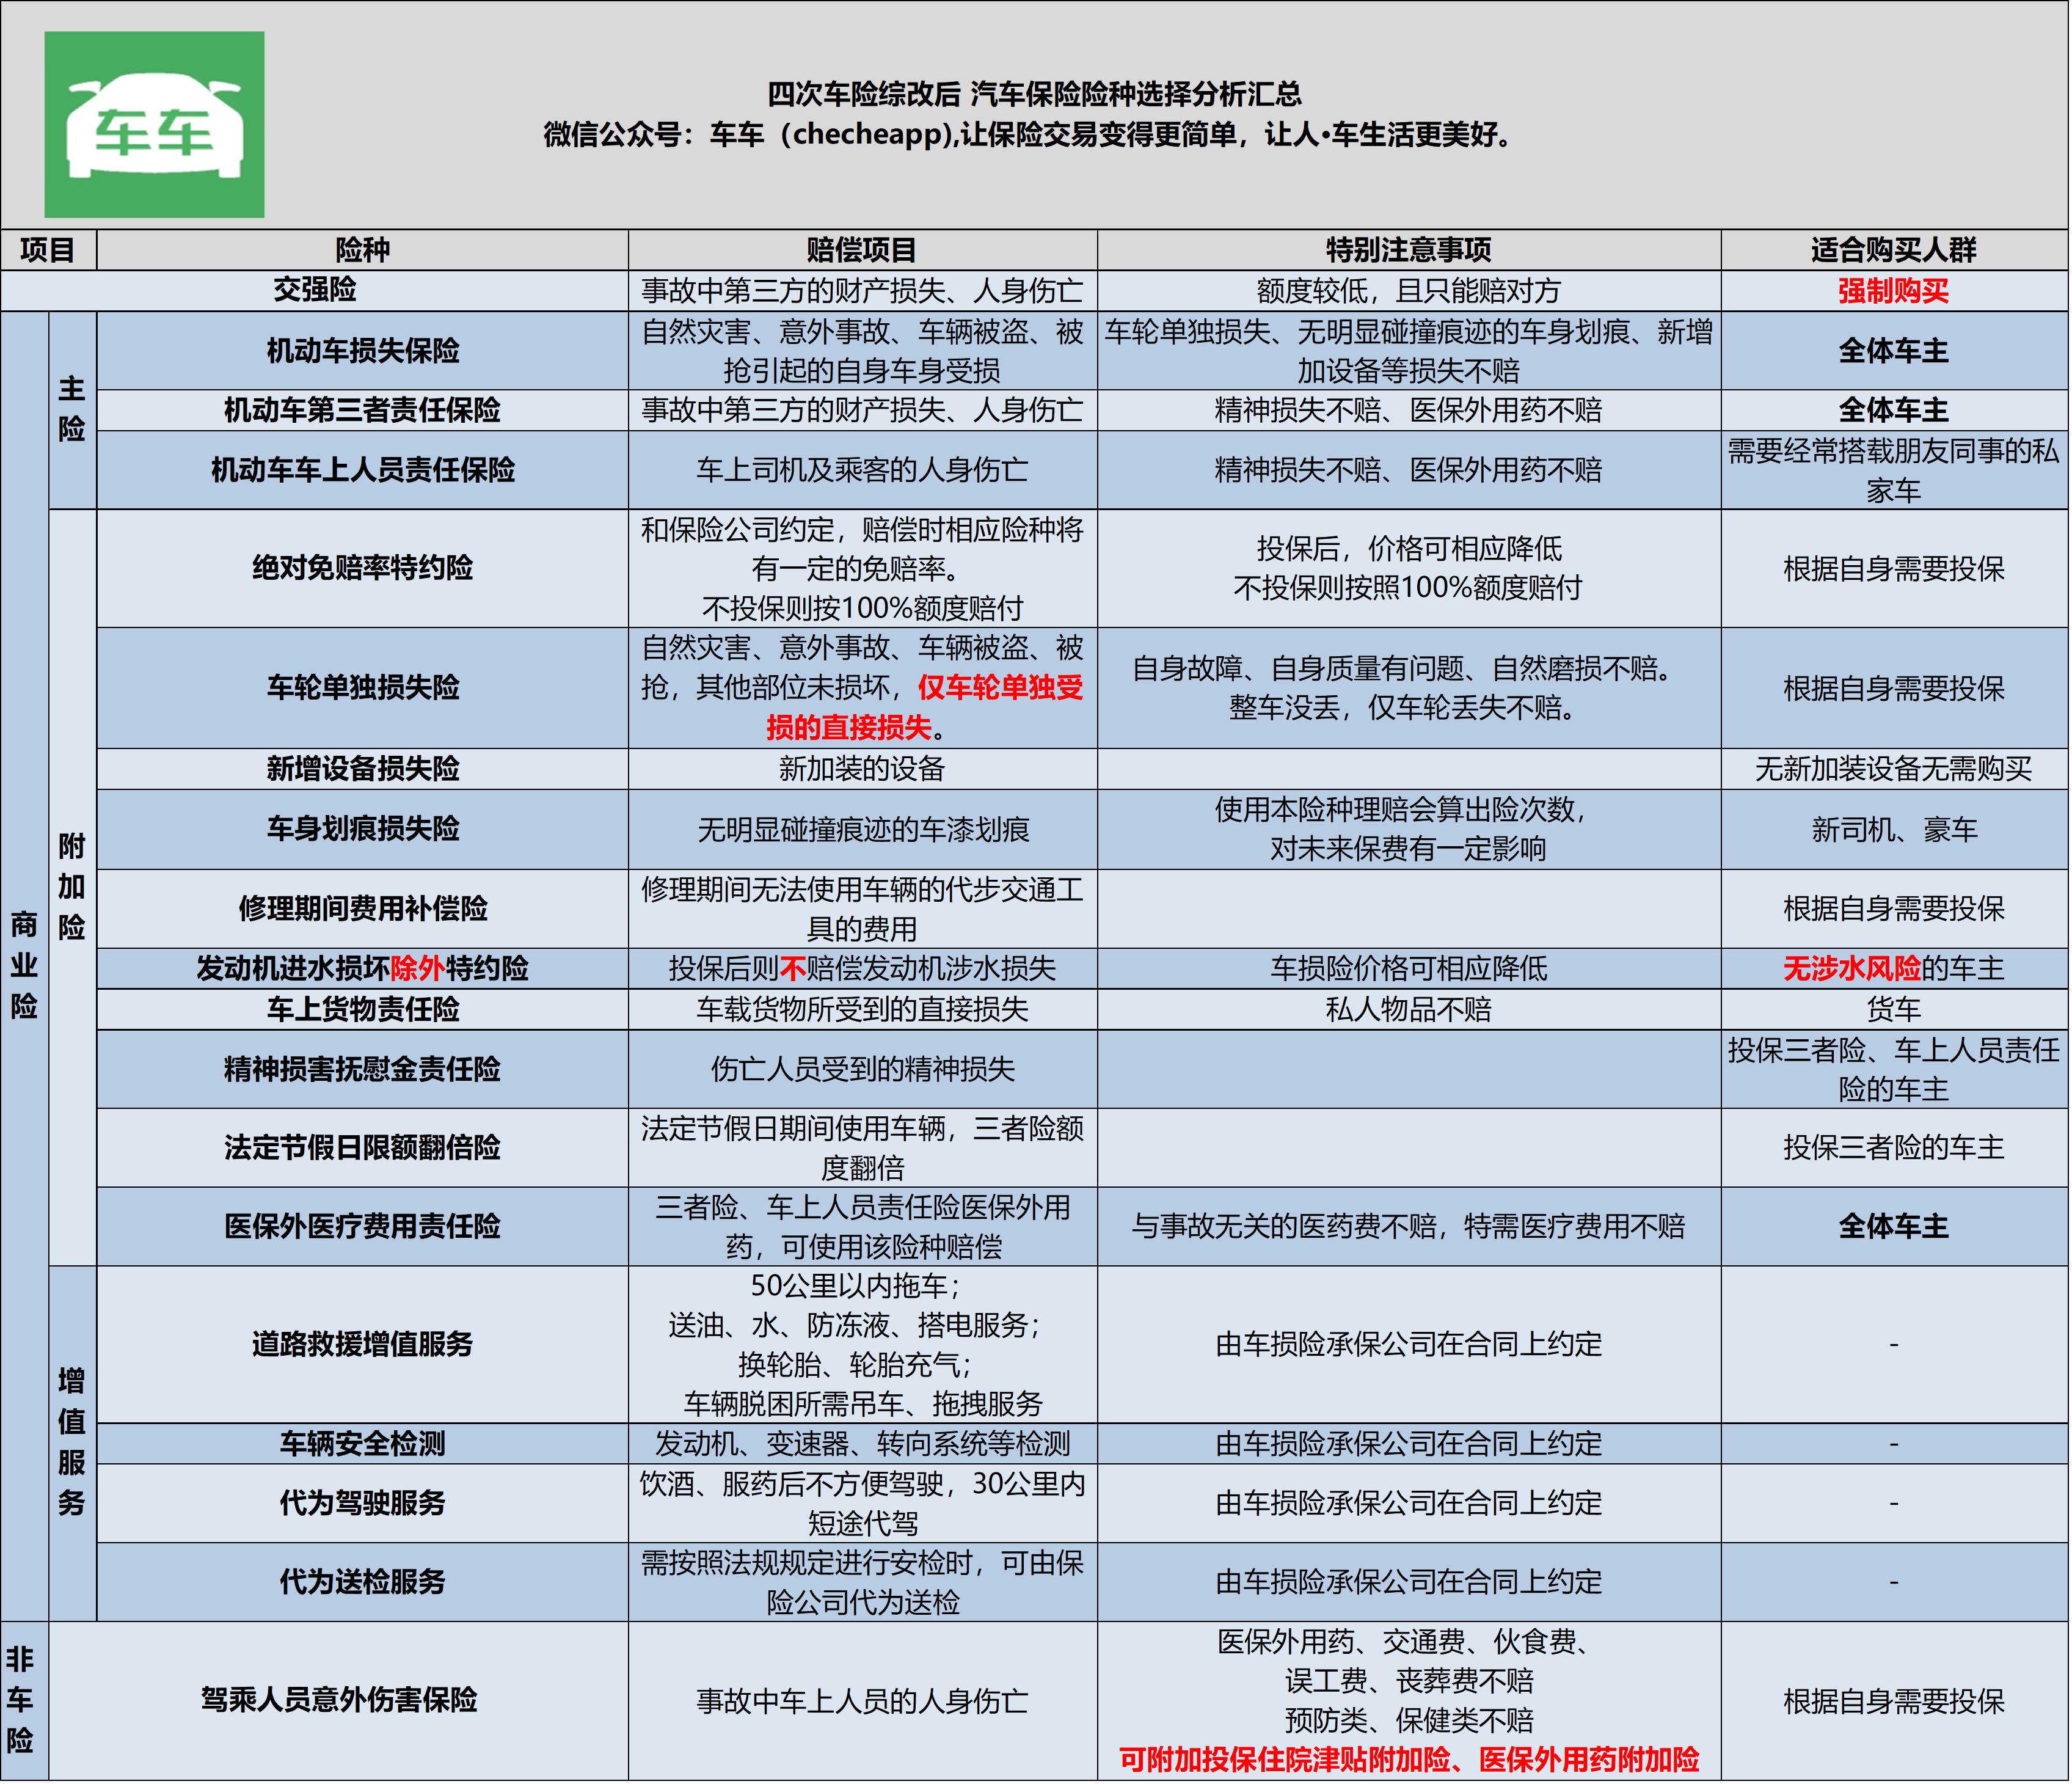 车车
四次车险综改后 汽车保险险种选择分析汇总
微信公众号：车车（checheapp),让保险交易变得更简单，让人·车生活更美好。
项目 险种 赔偿项目 特别注意事项 适合购买人群
交强险 事故中第三方的财产损失、人身伤亡 额度较低，且只能赔对方 强制购买
商业险
主险
机动车损失保险
自然灾害、意外事故、车辆被盗、被
抢引起的自身车身受损
车轮单独损失、无明显碰撞痕迹的车身划痕、新增
加设备等损失不赔
全体车主
机动车第三者责任保险 事故中第三方的财产损失、人身伤亡 精神损失不赔、医保外用药不赔 全体车主
机动车车上人员责任保险 车上司机及乘客的人身伤亡 精神损失不赔、医保外用药不赔
需要经常搭载朋友同事的私
家车
附加险
绝对免赔率特约险
和保险公司约定，赔偿时相应险种将
有一定的免赔率。
不投保则按100%额度赔付
投保后，价格可相应降低
不投保则按照100%额度赔付
根据自身需要投保
车轮单独损失险
自然灾害、意外事故、车辆被盗、被
抢，其他部位未损坏，仅车轮单独受
损的直接损失。
自身故障、自身质量有问题、自然磨损不赔。
整车没丢，仅车轮丢失不赔。
根据自身需要投保
新增设备损失险 新加装的设备 无新加装设备无需购买
车身划痕损失险 无明显碰撞痕迹的车漆划痕
使用本险种理赔会算出险次数，
对未来保费有一定影响
新司机、豪车
修理期间费用补偿险
修理期间无法使用车辆的代步交通工
具的费用
根据自身需要投保
发动机进水损坏除外特约险 投保后则不赔偿发动机涉水损失 车损险价格可相应降低 无涉水风险的车主
车上货物责任险 车载货物所受到的直接损失 私人物品不赔 货车
精神损害抚慰金责任险 伤亡人员受到的精神损失
投保三者险、车上人员责任
险的车主
法定节假日限额翻倍险
法定节假日期间使用车辆，三者险额
度翻倍
投保三者险的车主
医保外医疗费用责任险
三者险、车上人员责任险医保外用
药，可使用该险种赔偿
与事故无关的医药费不赔，特需医疗费用不赔
全体车主
增值服务
道路救援增值服务
50公里以内拖车；
送油、水、防冻液、搭电服务；
换轮胎、轮胎充气；
车辆脱困所需吊车、拖拽服务
由车损险承保公司在合同上约定
-
车辆安全检测 发动机、变速器、转向系统等检测 由车损险承保公司在合同上约定 -
代为驾驶服务
饮酒、服药后不方便驾驶，30公里内
短途代驾
由车损险承保公司在合同上约定
-
代为送检服务
需按照法规规定进行安检时，可由保
险公司代为送检
由车损险承保公司在合同上约定
-
非车险
驾乘人员意外伤害保险
事故中车上人员的人身伤亡
医保外用药、交通费、伙食费、
误工费、丧葬费不赔
预防类、保健类不赔
可附加投保住院津贴附加险、医保外用药附加险
根据自身需要投保